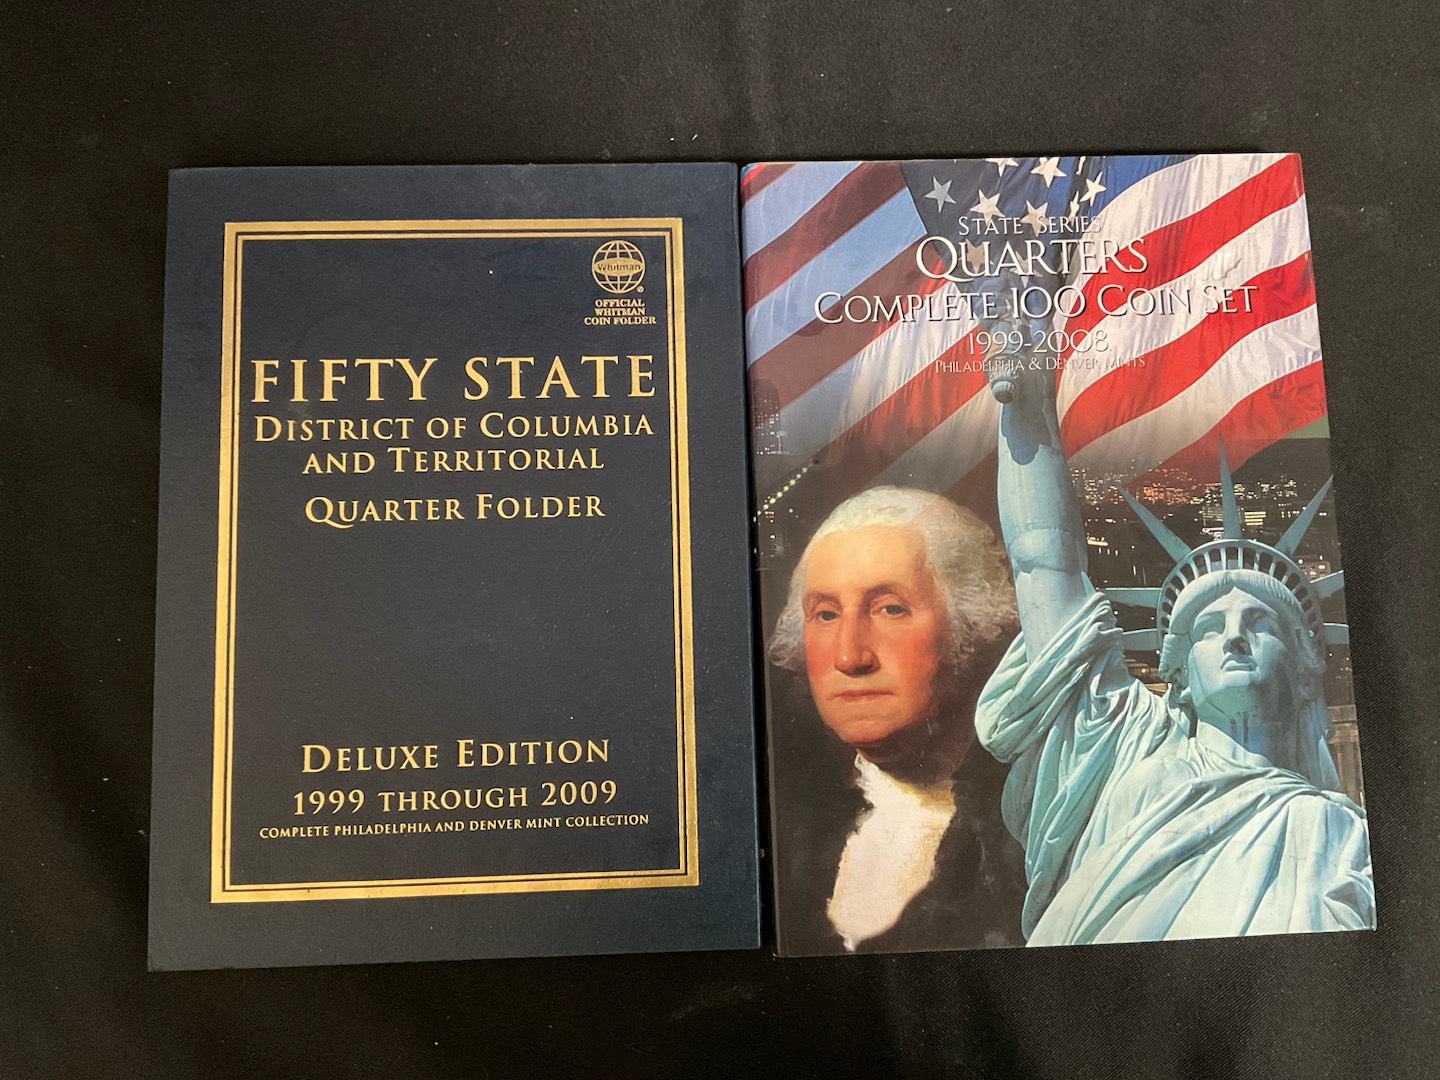 Whitman
OFFICIAL
WHITMAN
COIN FOLDER
FIFTY STATE
DISTRICT OF COLUMBIA
AND TERRITORIAL
QUARTER FOLDER
DELUXE EDITION
1999 THROUGH 2009
COMPLETE PHILADELPHIA AND DENVER MINT COLLECTION
STATE SERIES
QUARTERS
COMPLETE 100 COIN SET
1999-2008
PHILADELPHIA & DENVER MINTS